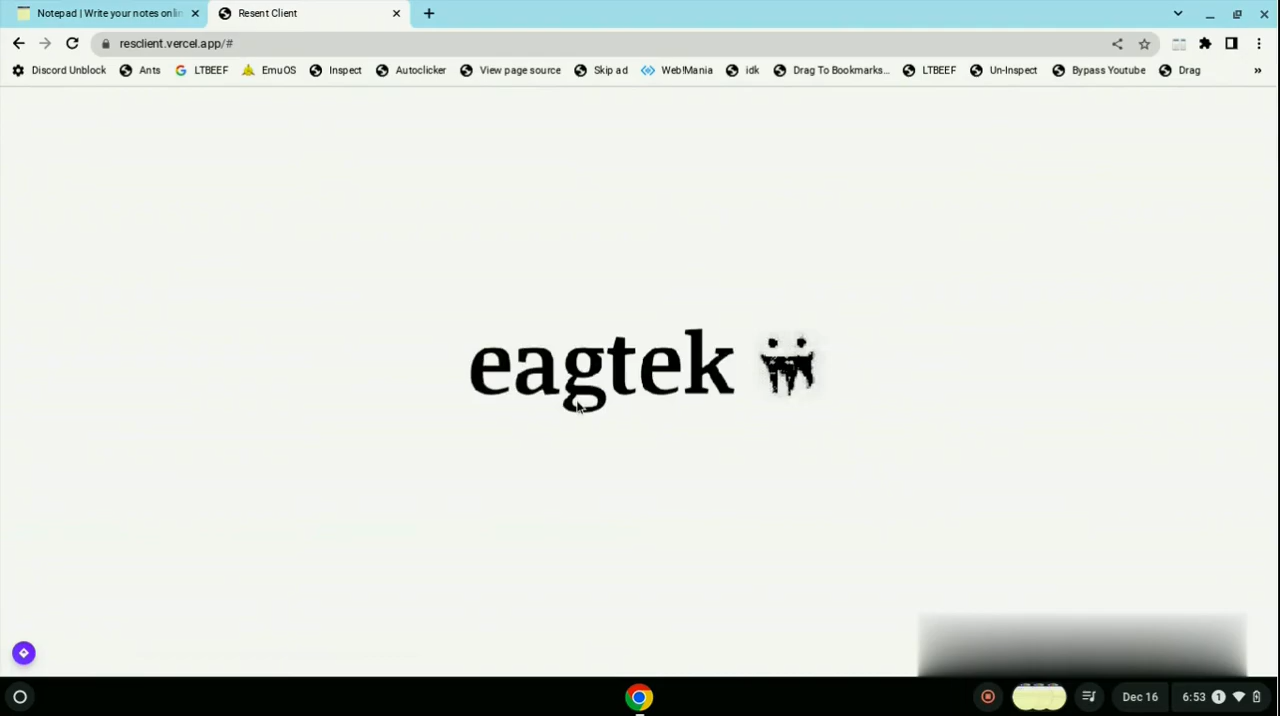 Notepad | Write your notes onlin
Resent Client
resclient.vercel.app/#
Discord Unblock
Ants
LTBEEF
EmuOS
Inspect
Autoclicker
View page source
Skip ad
Web!Mania
idk
Drag To Bookmarks...
LTBEEF
Un-Inspect
Bypass Youtube
Drag
»
eagtek
Dec 16
6:53
1